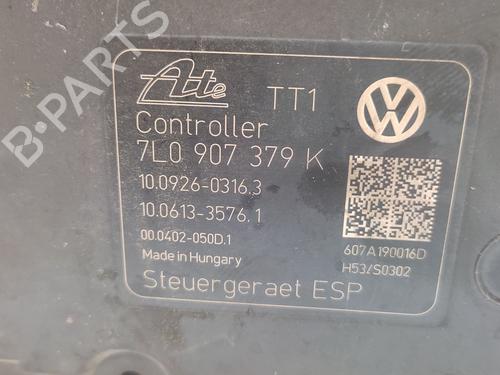 Ate TT1
Controller
7L0 907 379 K
10.0926-0316.3
10.0613-3576.1
00.0402-050D.1
Made in Hungary
607A190016D
H53/S0302
Steuergeraet ESP
B-PARTS